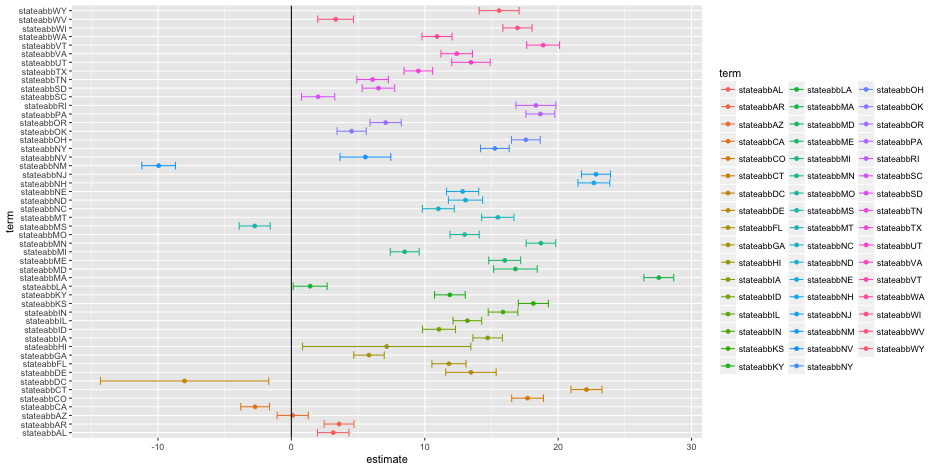 stateabbWY
stateabbWV
stateabbWI
stateabbWA
stateabbVT
stateabbVA
stateabbUT
stateabbTX
stateabbTN
stateabbSD
stateabbSC
stateabbRI
stateabbPA
stateabbOR
stateabbOK
stateabbOH
stateabbNY
stateabbNV
stateabbNM
stateabbNJ
stateabbNH
stateabbNE
stateabbND
stateabbNC
stateabbMT
stateabbMS
stateabbMO
stateabbMN
stateabbMI
stateabbME
stateabbMD
stateabbMA
stateabbLA
stateabbKY
stateabbKS
stateabbIN
stateabbIL
stateabbID
stateabbIA
stateabbHI
stateabbGA
stateabbFL
stateabbDE
stateabbDC
stateabbCT
stateabbCO
stateabbCA
stateabbAZ
stateabbAR
stateabbAL
term
-10 0 10 20 30
estimate
term
stateabbAL stateabbLA stateabbOH
stateabbAR stateabbMA stateabbOK
stateabbAZ stateabbMD stateabbOR
stateabbCA stateabbME stateabbPA
stateabbCO stateabbMI stateabbRI
stateabbCT stateabbMN stateabbSC
stateabbDC stateabbMO stateabbSD
stateabbDE stateabbMS stateabbTN
stateabbFL stateabbMT stateabbTX
stateabbGA stateabbNC stateabbUT
stateabbHI stateabbND stateabbVA
stateabbIA stateabbNE stateabbVT
stateabbID stateabbNH stateabbWA
stateabbIL stateabbNJ stateabbWI
stateabbIN stateabbNM stateabbWV
stateabbKS stateabbNV stateabbWY
stateabbKY stateabbNY